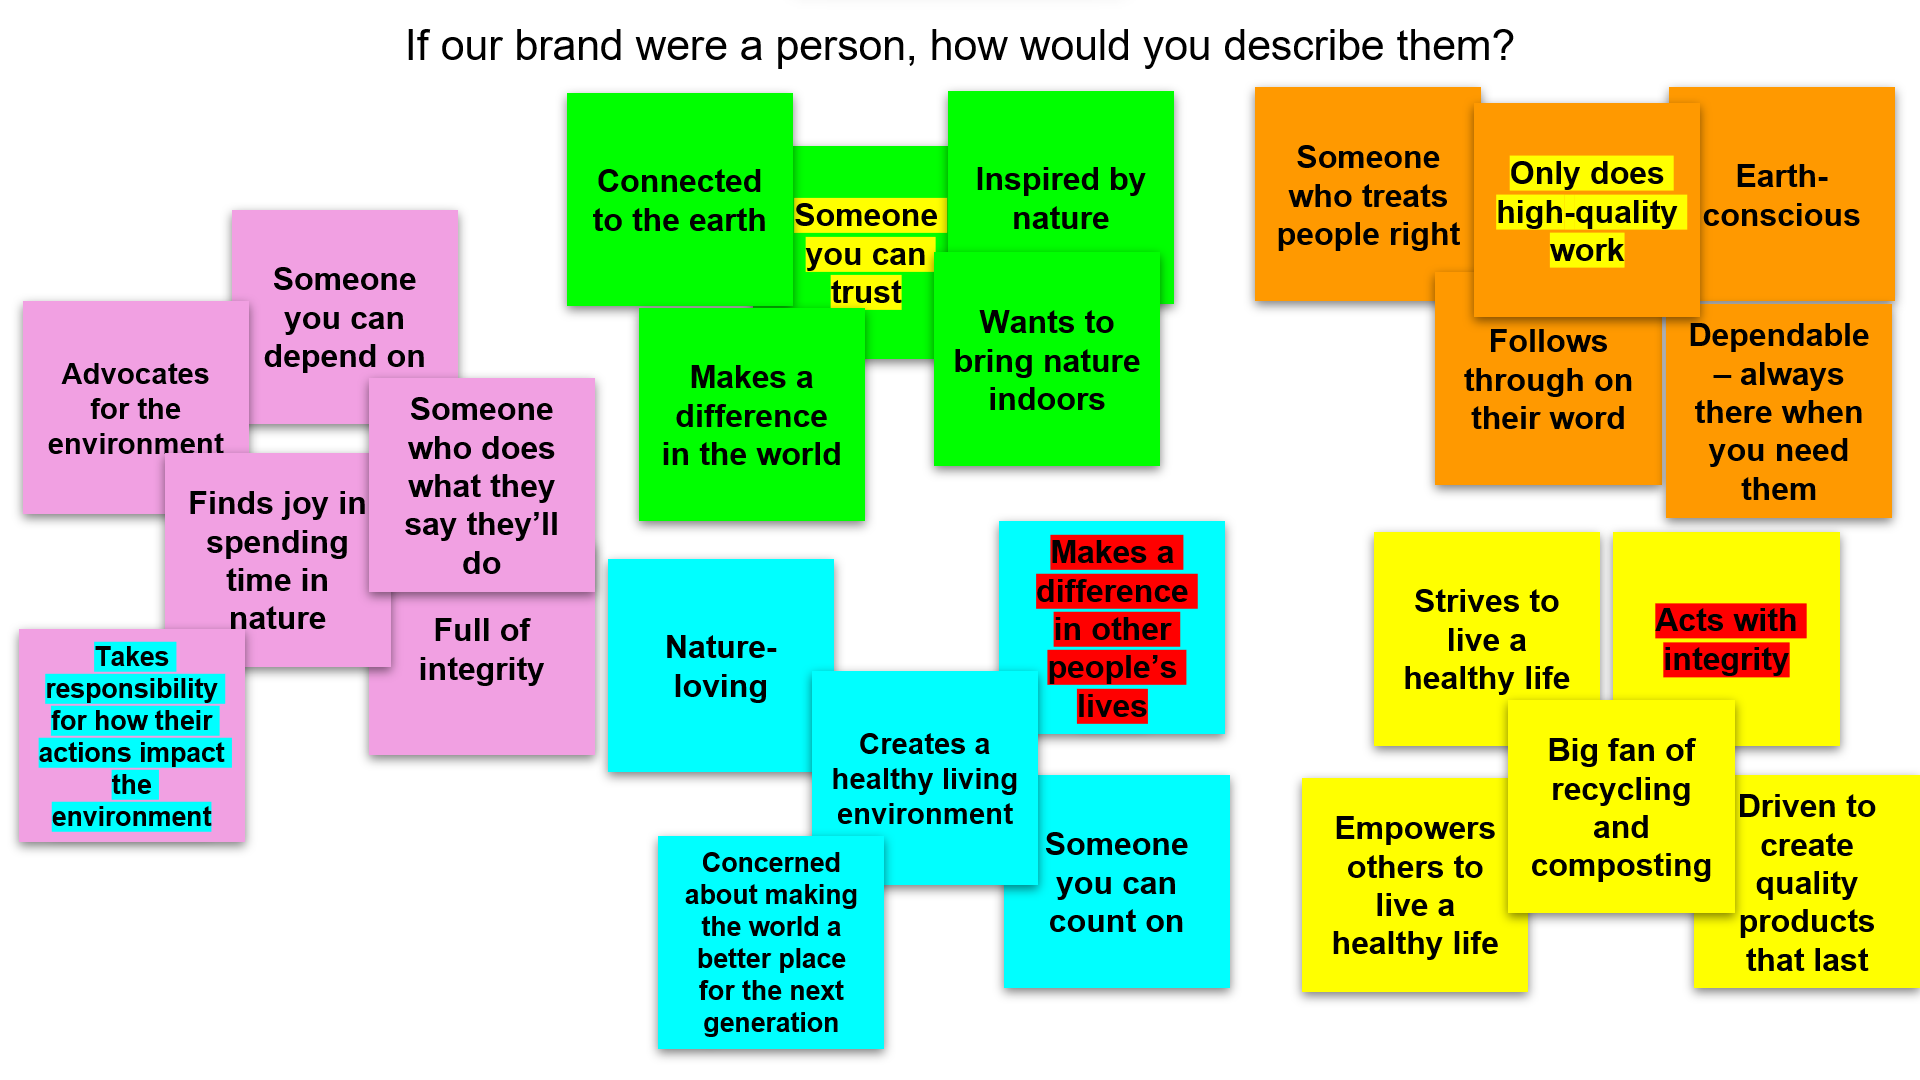 If our brand were a person, how would you describe them?
Someone
you can
depend on
Advocates
for the
environment
Someone
who does
what they
say they’ll
do
Finds joy in
spending
time in
nature
Full of
integrity
Takes
responsibility
for how their
actions impact
the
environment
Connected
to the earth
Someone
you can
trust
Inspired by
nature
Makes a
difference
in the world
Wants to
bring nature
indoors
Someone
who treats
people right
Only does
high-quality
work
Earth-
conscious
Follows
through on
their word
Dependable
– always
there when
you need
them
Nature-
loving
Makes a
difference
in other
people’s
lives
Creates a
healthy living
environment
Concerned
about making
the world a
better place
for the next
generation
Someone
you can
count on
Strives to
live a
healthy life
Acts with
integrity
Big fan of
recycling
and
composting
Empowers
others to
live a
healthy life
Driven to
create
quality
products
that last